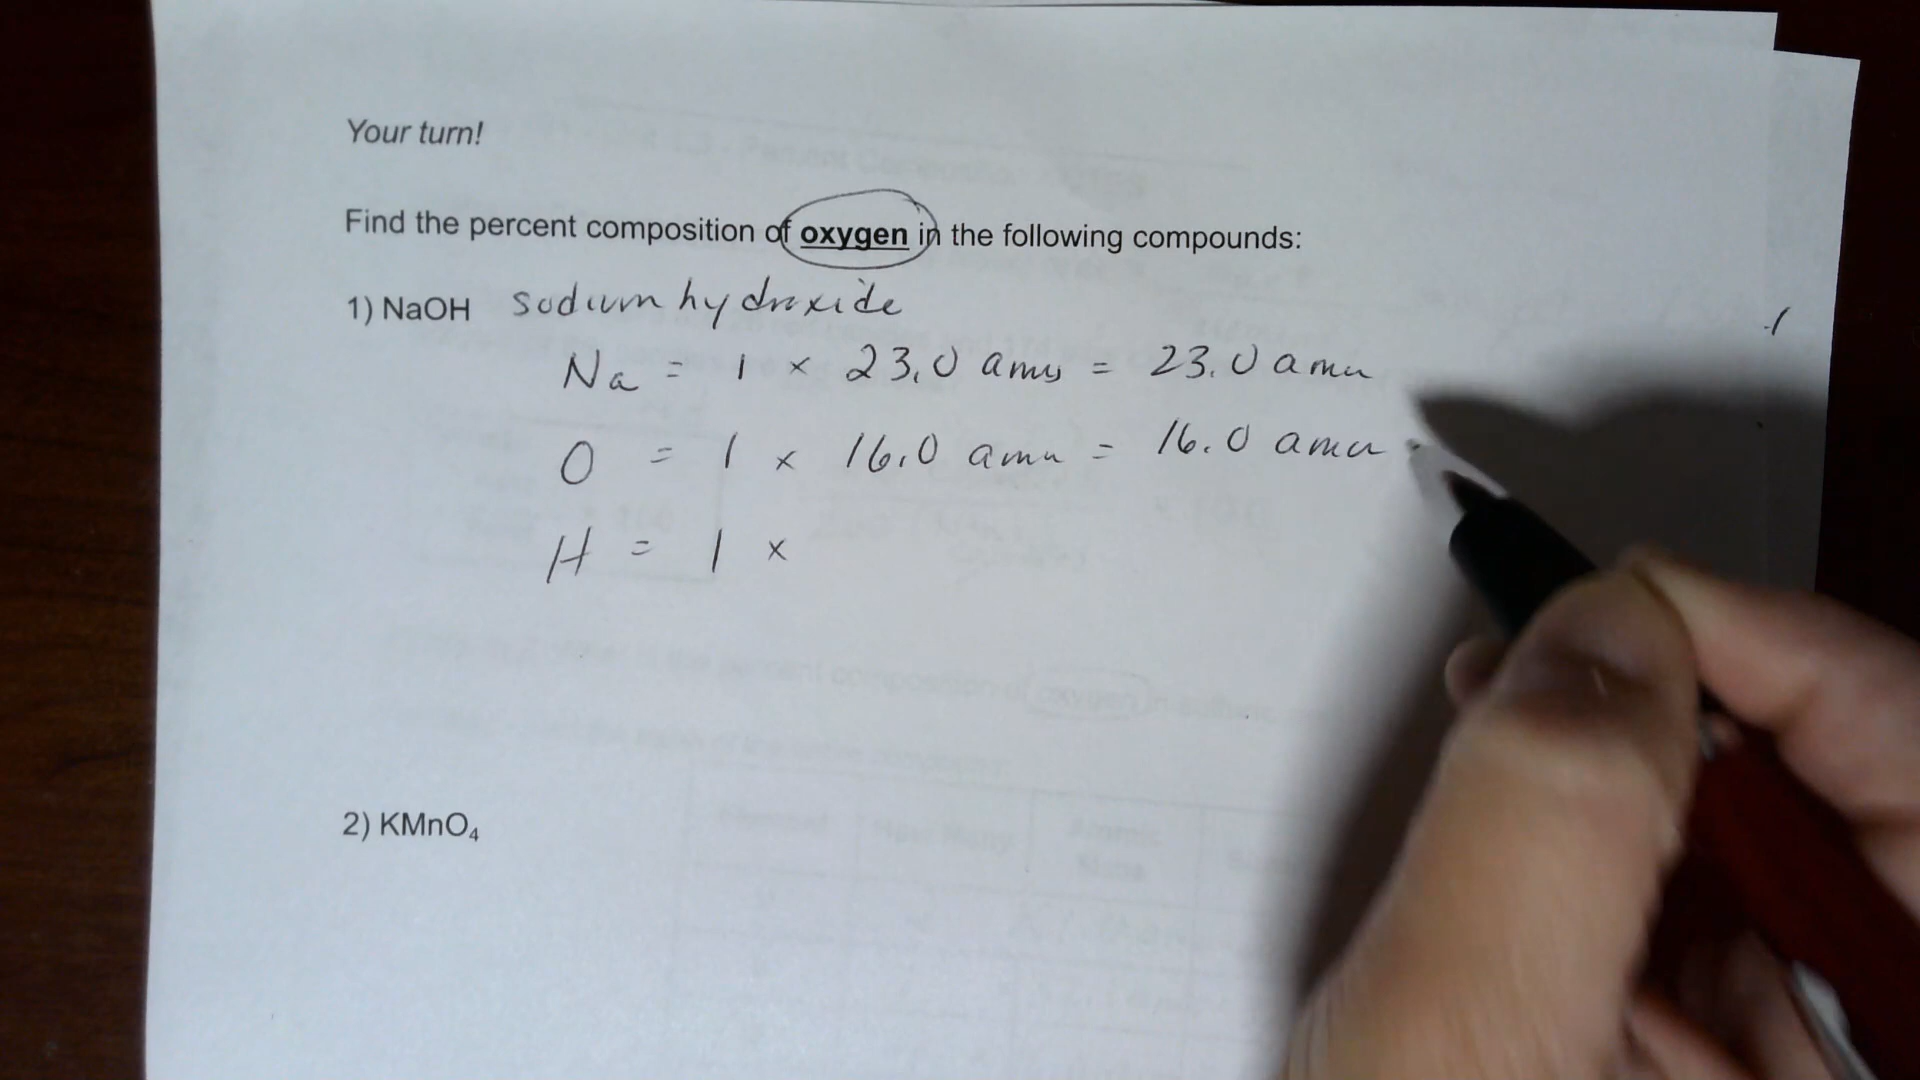 Your turn!
Find the percent composition of oxygen in the following compounds:
1) NaOH sodium hydroxide
Na = 1 × 23.0 amu = 23.0 amu
O = 1 × 16.0 amu = 16.0 amu
H = 1 ×
2) KMnO₄